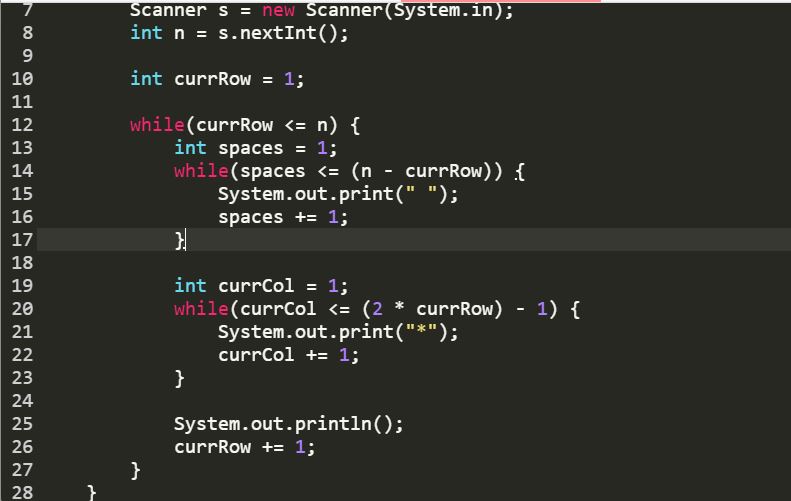 7 Scanner s = new Scanner(System.in);
8 int n = s.nextInt();
9
10 int currRow = 1;
11
12 while(currRow <= n) {
13 int spaces = 1;
14 while(spaces <= (n - currRow)) {
15 System.out.print(" ");
16 spaces += 1;
17 }
18
19 int currCol = 1;
20 while(currCol <= (2 * currRow) - 1) {
21 System.out.print("*");
22 currCol += 1;
23 }
24
25 System.out.println();
26 currRow += 1;
27 }
28 }